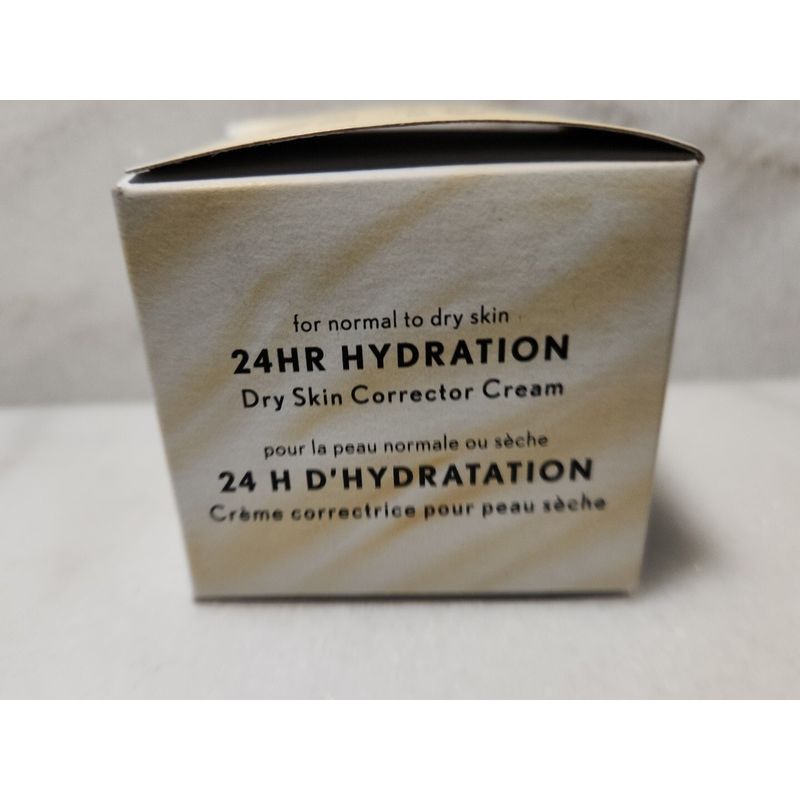 for normal to dry skin
24HR HYDRATION
Dry Skin Corrector Cream
pour la peau normale ou sèche
24 H D'HYDRATATION
Crème correctrice pour peau sèche